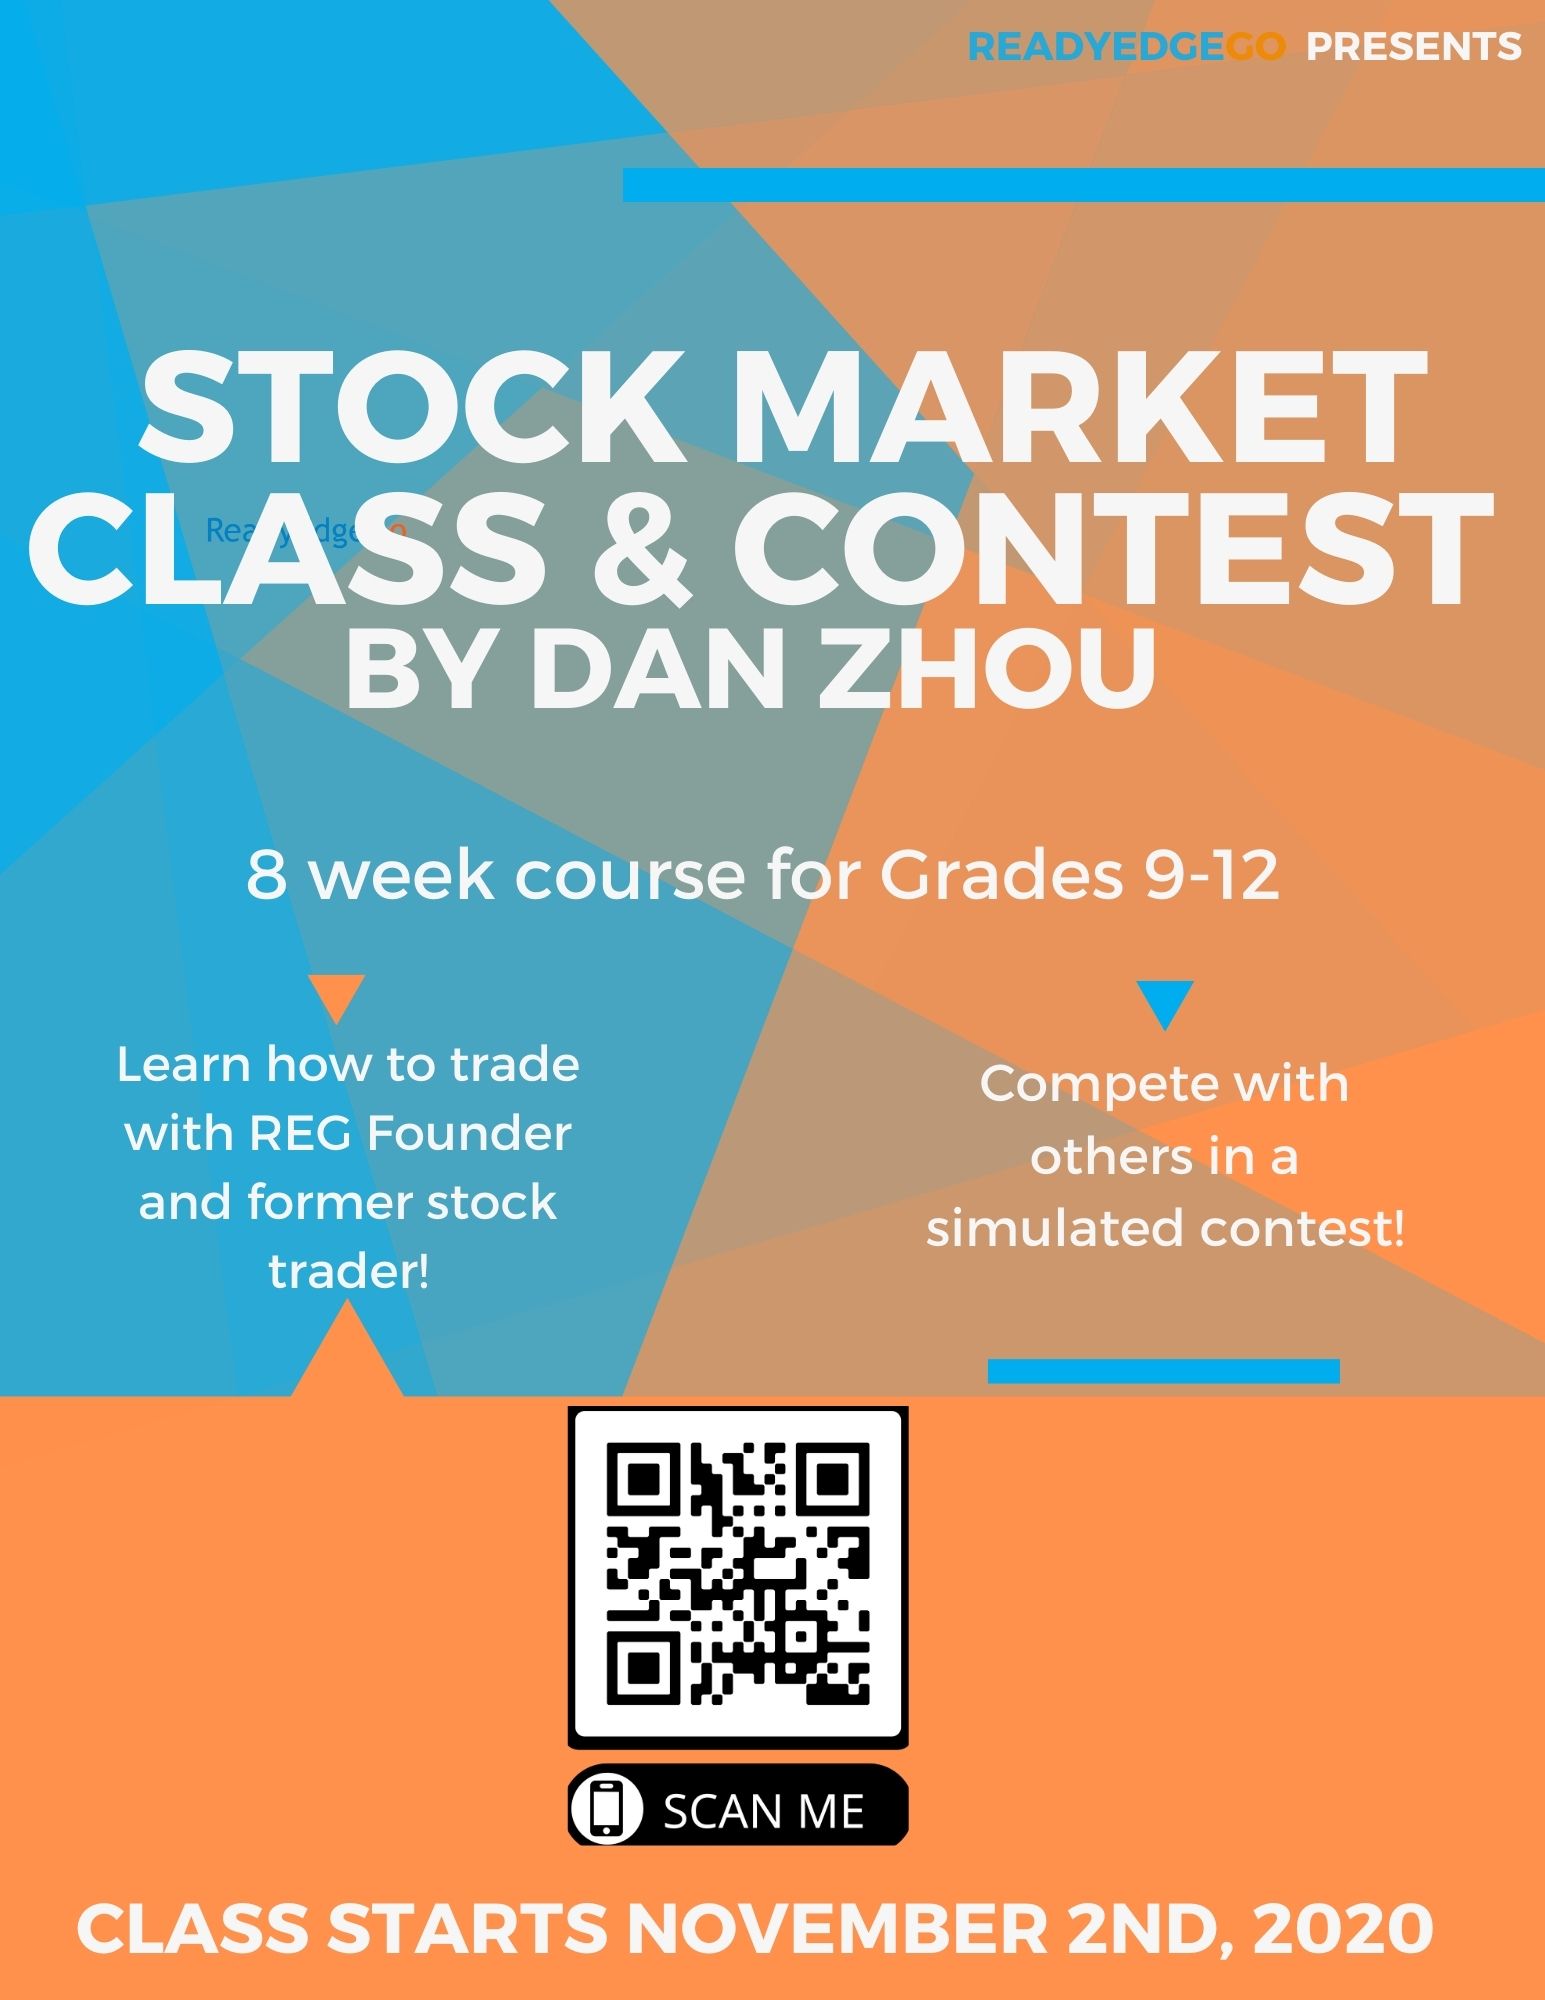 READYEDGEGO PRESENTS
STOCK MARKET
CLASS & CONTEST
BY DAN ZHOU
8 week course for Grades 9-12
Learn how to trade
with REG Founder
and former stock
trader!
Compete with
others in a
simulated contest!
SCAN ME
CLASS STARTS NOVEMBER 2ND, 2020